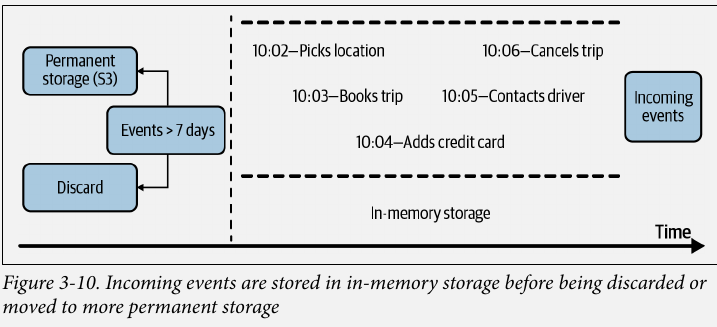 Permanent
storage (S3)
Events > 7 days
Discard
10:02—Picks location
10:06—Cancels trip
10:03—Books trip
10:05—Contacts driver
10:04—Adds credit card
In-memory storage
Incoming
events
Time
Figure 3-10. Incoming events are stored in in-memory storage before being discarded or
moved to more permanent storage